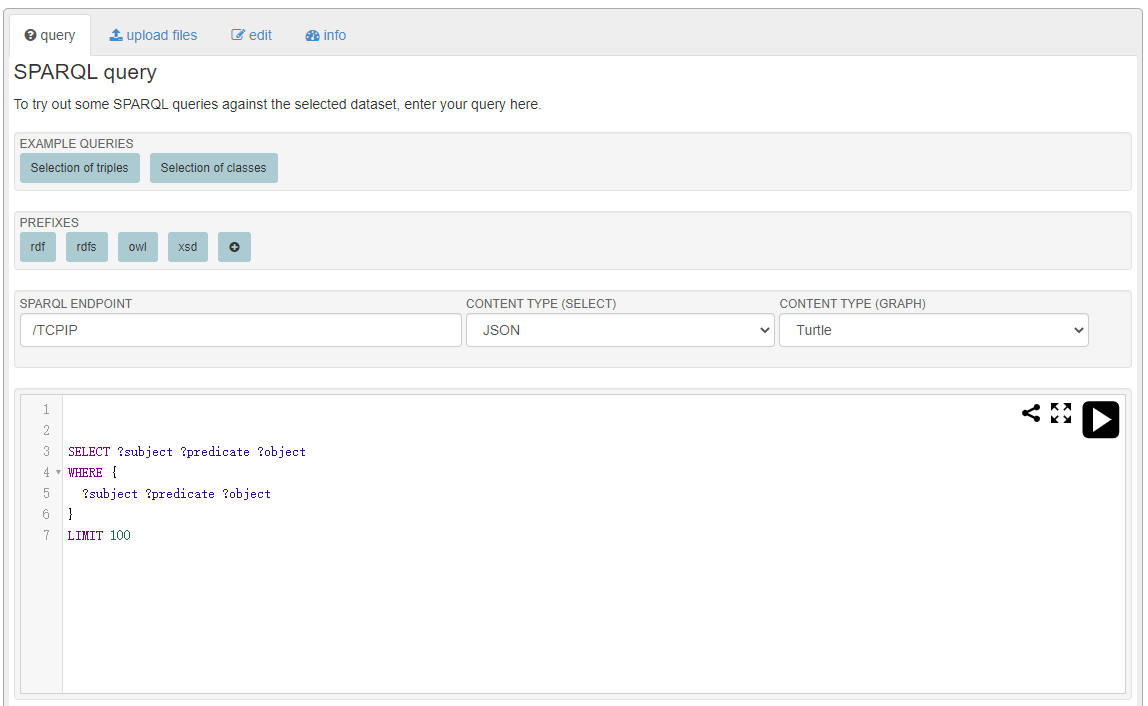 query upload files edit info
SPARQL query
To try out some SPARQL queries against the selected dataset, enter your query here.
EXAMPLE QUERIES
Selection of triples Selection of classes
PREFIXES
rdf rdfs owl xsd
SPARQL ENDPOINT CONTENT TYPE (SELECT) CONTENT TYPE (GRAPH)
/TCPIP JSON Turtle
1
2
3 SELECT ?subject ?predicate ?object
4 WHERE {
5 ?subject ?predicate ?object
6 }
7 LIMIT 100